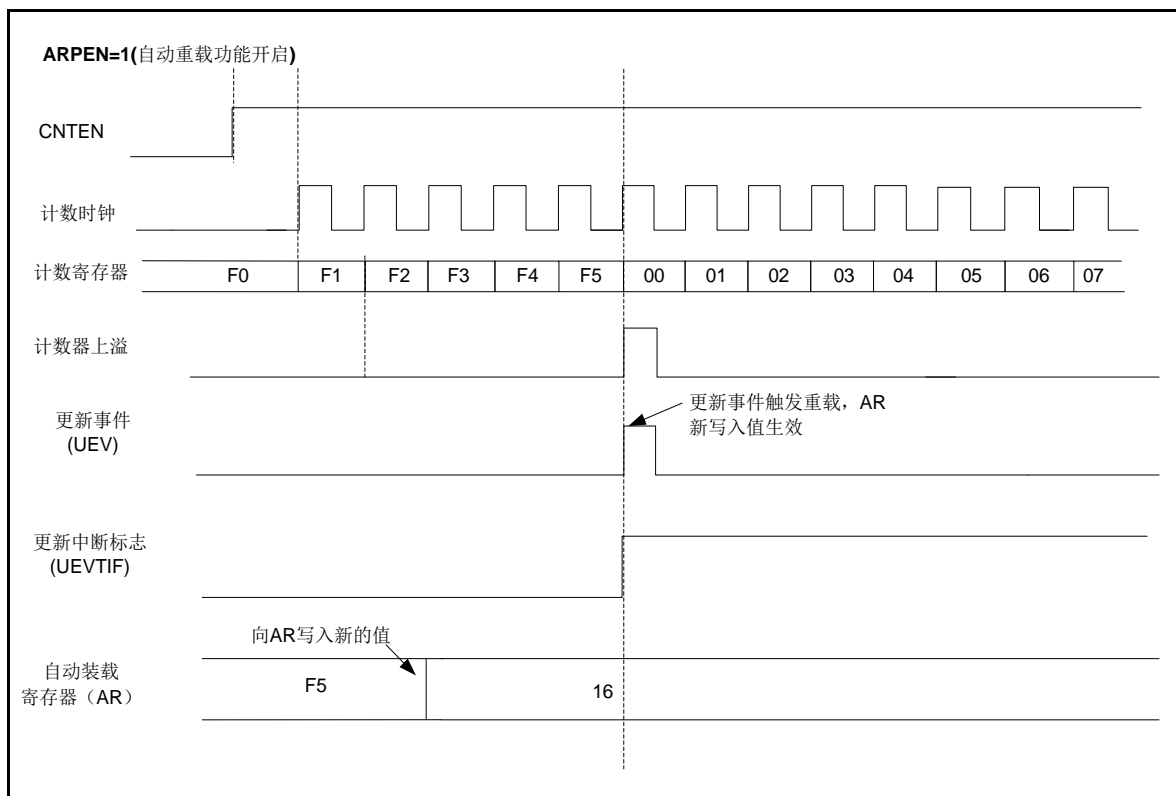 ARPEN=1(自动重载功能开启)
CNTEN
计数时钟
计数寄存器
F0
F1
F2
F3
F4
F5
00
01
02
03
04
05
06
07
计数器上溢
更新事件
(UEV)
更新事件触发重载，AR
新写入值生效
更新中断标志
(UEVTIF)
向AR写入新的值
自动装载
寄存器（AR）
F5
16